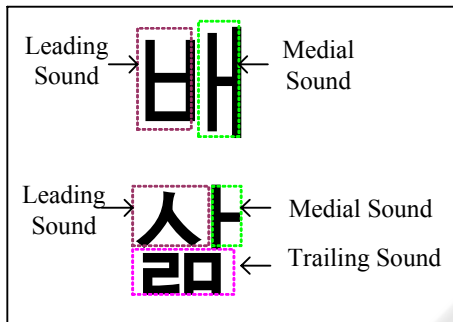 Leading Sound
배
Medial Sound
Leading Sound
삶
Medial Sound
Trailing Sound